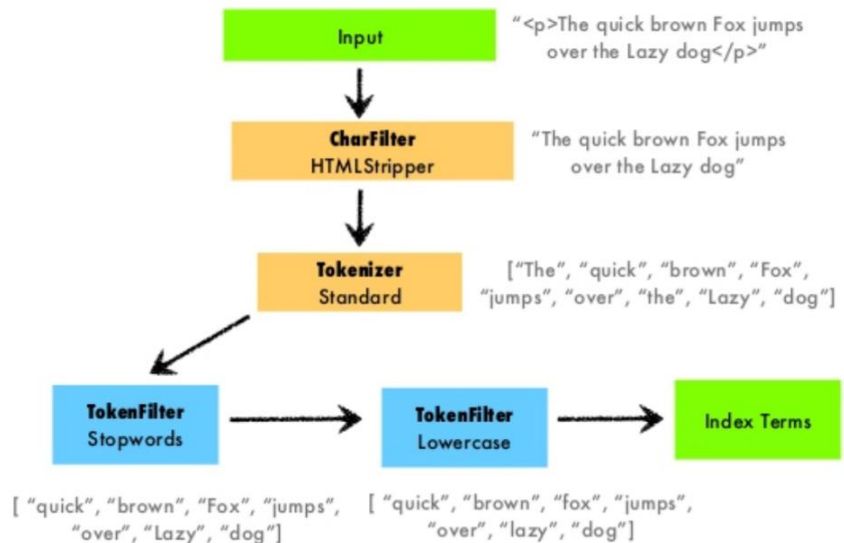 Input
“<p>The quick brown Fox jumps
over the Lazy dog</p>”
CharFilter
HTMLStripper
“The quick brown Fox jumps
over the Lazy dog”
Tokenizer
Standard
[“The”, “quick”, “brown”, “Fox”,
“jumps”, “over”, “the”, “Lazy”, “dog”]
TokenFilter
Stopwords
[ “quick”, “brown”, “Fox”, “jumps”,
“over”, “Lazy”, “dog”]
TokenFilter
Lowercase
[ “quick”, “brown”, “fox”, “jumps”,
“over”, “lazy”, “dog”]
Index Terms